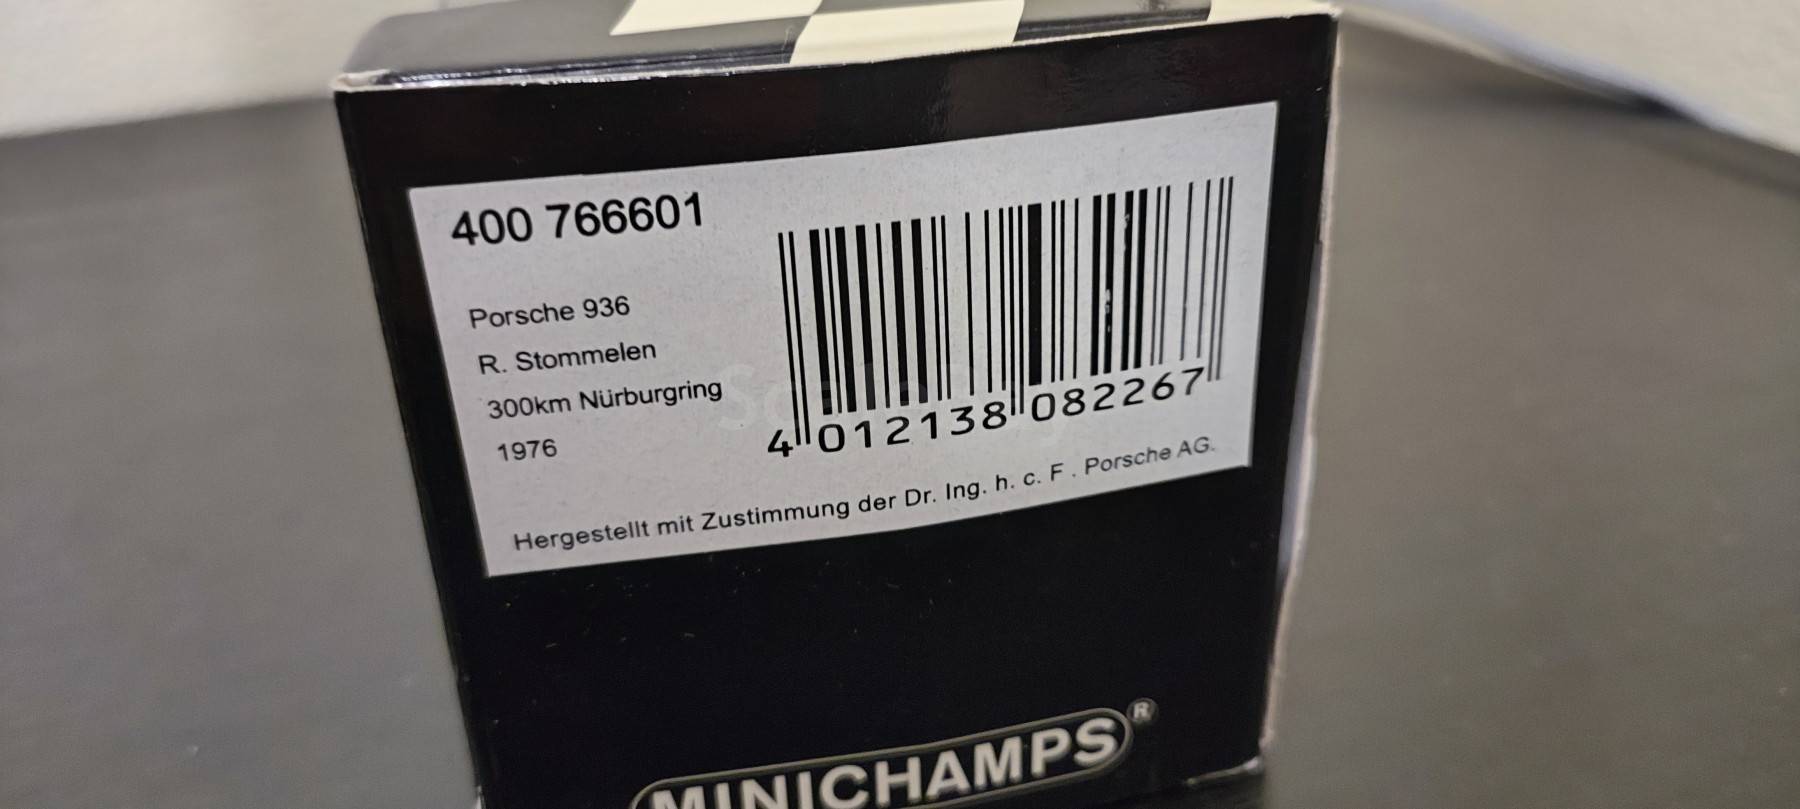 400 766601
Porsche 936
R. Stommelen
300km Nürburgring
1976
4 012138 082267
Hergestellt mit Zustimmung der Dr. Ing. h. c. F . Porsche AG.
MINICHAMPS®